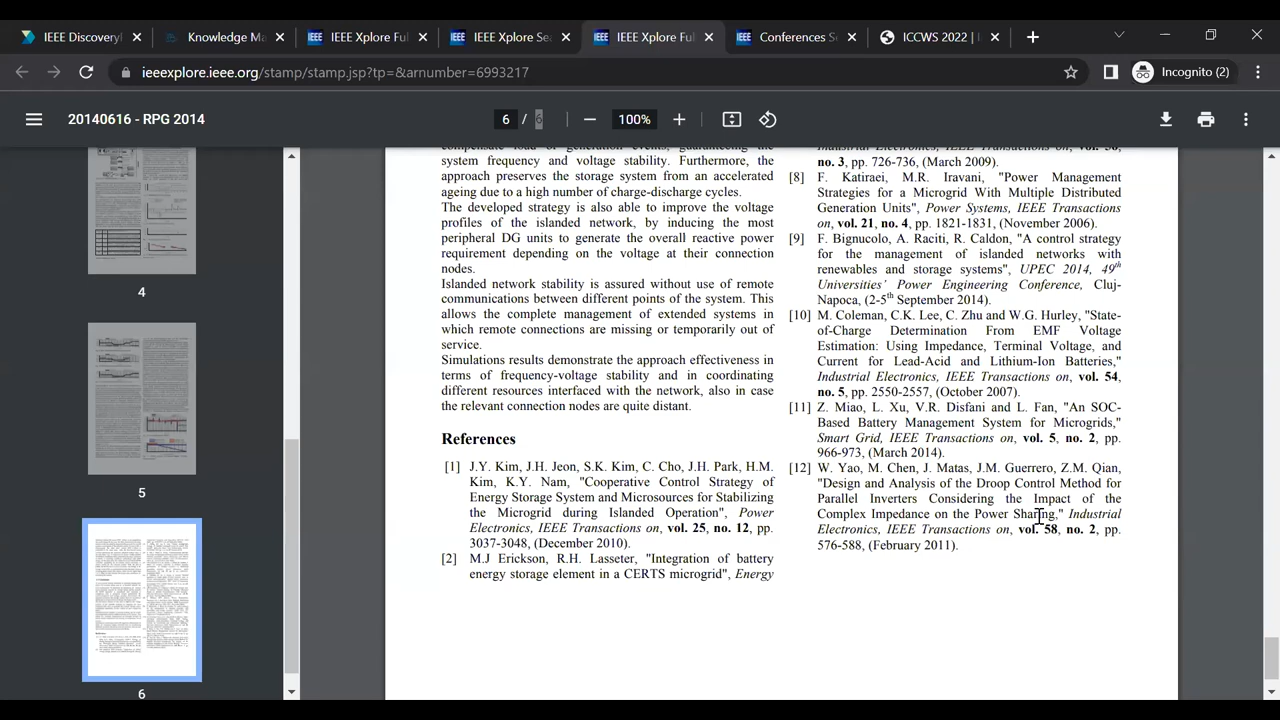 IEEE Discovery
Knowledge Ma
IEEE Xplore Ful
IEEE Xplore Sea
IEEE Xplore Ful
Conferences Se
ICCWS 2022 |
ieeexplore.ieee.org/stamp/stamp.jsp?tp=&arnumber=6993217
Incognito (2)
20140616 - RPG 2014
6 / 6
100%
4
5
6
system frequency and voltage stability. Furthermore, the
approach preserves the storage system from an accelerated
ageing due to a high number of charge-discharge cycles.
The developed strategy is also able to improve the voltage
profiles of the islanded network, by inducing the most
peripheral DG units to generate the overall reactive power
requirement depending on the voltage at their connection
nodes.
Islanded network stability is assured without use of remote
communications between different points of the system. This
allows the complete management of extended systems in
which remote connections are missing or temporarily out of
service.
Simulations results demonstrate the approach effectiveness in
terms of frequency-voltage stability and in coordinating
different resources interfaced with the network, also in case
the relevant connection nodes are quite distant.
References
[1] J.Y. Kim, J.H. Jeon, S.K. Kim, C. Cho, J.H. Park, H.M.
Kim, K.Y. Nam, "Cooperative Control Strategy of
Energy Storage System and Microsources for Stabilizing
the Microgrid during Islanded Operation", Power
Electronics, IEEE Transactions on, vol. 25, no. 12, pp.
3037-3048, (December 2010).
[2] M.J. Erickson, R.H. Lasseter, "Integration of battery
energy storage element in a CERTS microgrid", Energy
no. 3, pp. 726-736, (March 2009).
[8] F. Katiraei, M.R. Iravani, "Power Management
Strategies for a Microgrid With Multiple Distributed
Generation Units", Power Systems, IEEE Transactions
on, vol. 21, no. 4, pp. 1821-1831, (November 2006).
[9] F. Bignucolo, A. Raciti, R. Caldon, "A control strategy
for the management of islanded networks with
renewables and storage systems", UPEC 2014, 49th
Universities' Power Engineering Conference, Cluj-
Napoca, (2-5th September 2014).
[10] M. Coleman, C.K. Lee, C. Zhu and W.G. Hurley, "State-
of-Charge Determination From EMF Voltage
Estimation: Using Impedance, Terminal Voltage, and
Current for Lead-Acid and Lithium-Ion Batteries,"
Industrial Electronics, IEEE Transactions on, vol. 54,
no. 5, pp. 2550-2557, (October 2007).
[11] Z. Miao, L. Xu, V.R. Disfani and L. Fan, "An SOC-
Based Battery Management System for Microgrids,"
Smart Grid, IEEE Transactions on, vol. 5, no. 2, pp.
966-973, (March 2014).
[12] W. Yao, M. Chen, J. Matas, J.M. Guerrero, Z.M. Qian,
"Design and Analysis of the Droop Control Method for
Parallel Inverters Considering the Impact of the
Complex Impedance on the Power Sharing," Industrial
Electronics, IEEE Transactions on, vol. 58, no. 2, pp.
576-588, (February 2011).